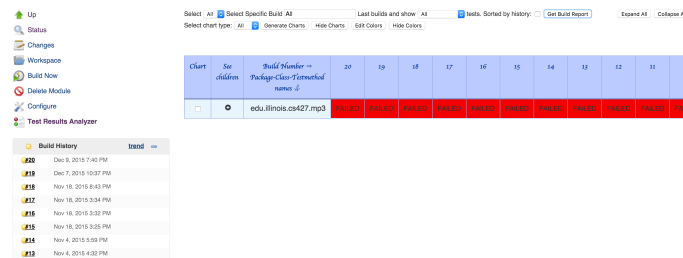 Up
Status
Changes
Workspace
Build Now
Delete Module
Configure
Test Results Analyzer
Build History trend
#20 Dec 9, 2015 7:40 PM
#19 Dec 7, 2015 10:37 PM
#18 Nov 18, 2015 8:43 PM
#17 Nov 18, 2015 3:34 PM
#16 Nov 18, 2015 3:32 PM
#15 Nov 18, 2015 3:25 PM
#14 Nov 4, 2015 5:59 PM
#13 Nov 4, 2015 4:32 PM
Select All Select Specific Build All Last builds and show All tests. Sorted by history: Get Build Report Expand All Collapse A
Select chart type: All Generate Charts Hide Charts Edit Colors Hide Colors
Chart See children Build Number ⇒ Package-Class-Testmethod names ⇩ 20 19 18 17 16 15 14 13 12 11
edu.illinois.cs427.mp3 FAILED FAILED FAILED FAILED FAILED FAILED FAILED FAILED FAILED FAILED FA